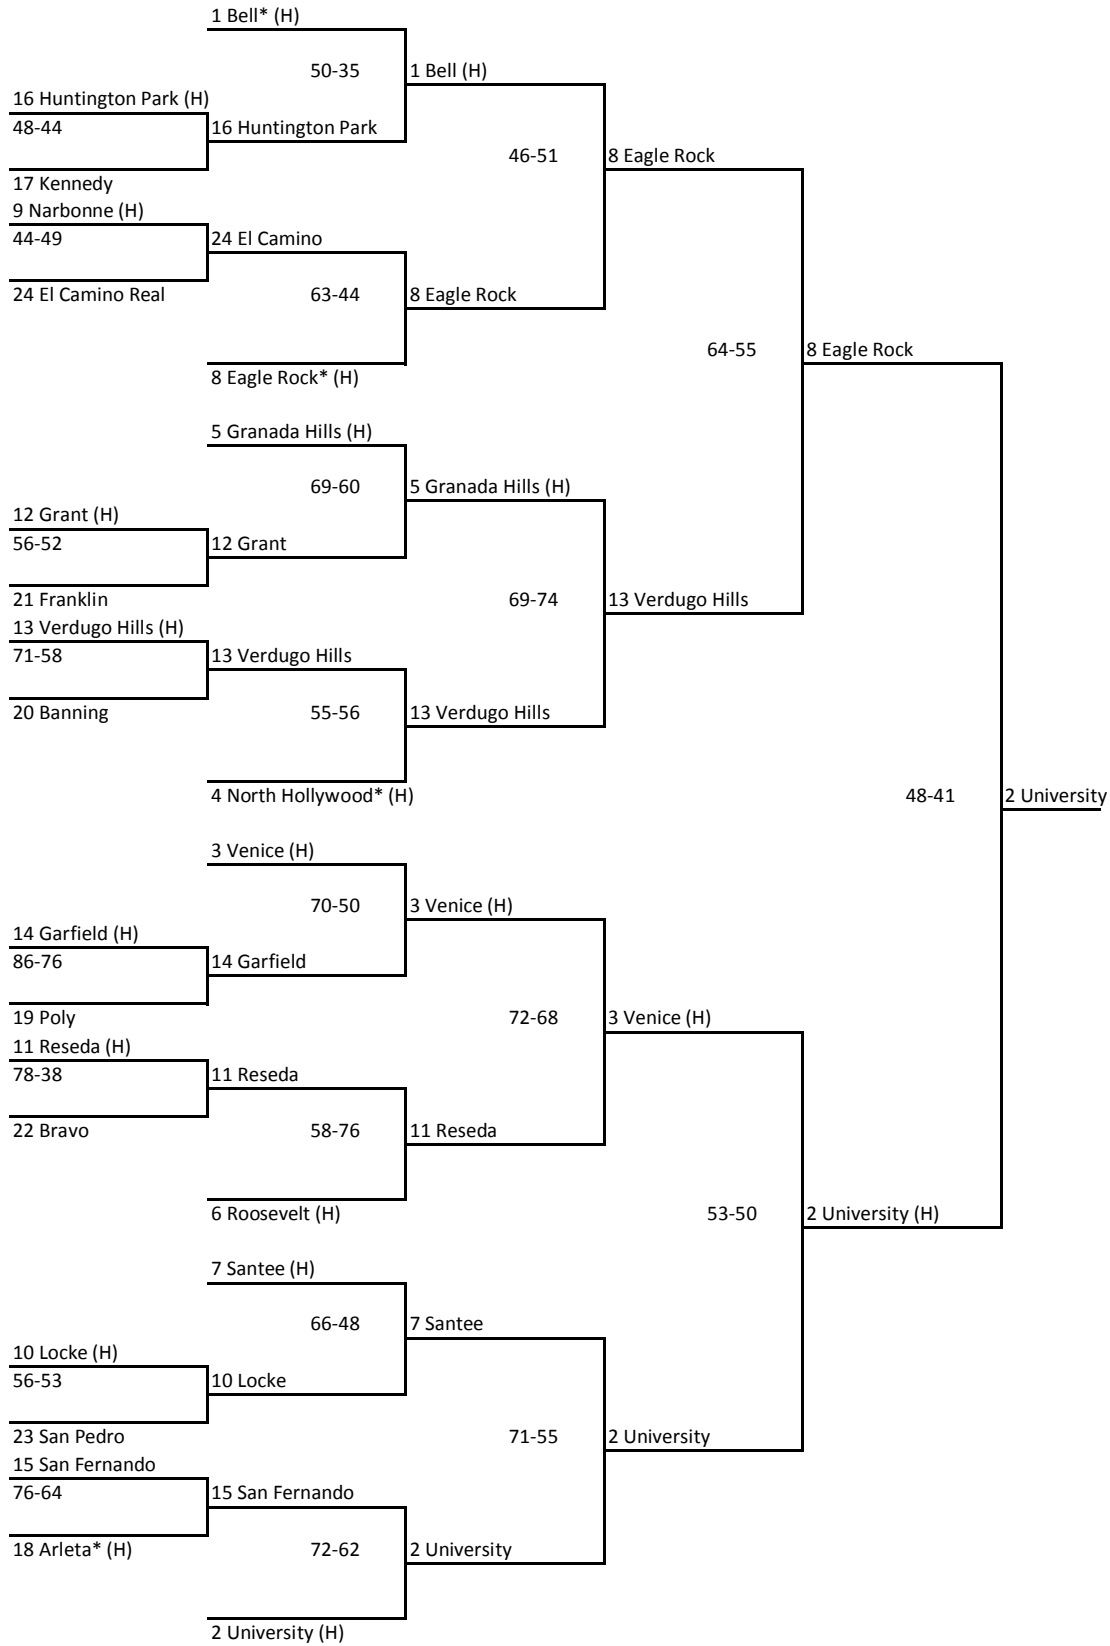 1 Bell* (H)
50-35
1 Bell (H)
16 Huntington Park (H)
48-44
16 Huntington Park
46-51
8 Eagle Rock
17 Kennedy
9 Narbonne (H)
44-49
24 El Camino
24 El Camino Real
63-44
8 Eagle Rock
64-55
8 Eagle Rock
8 Eagle Rock* (H)
5 Granada Hills (H)
69-60
5 Granada Hills (H)
12 Grant (H)
56-52
12 Grant
21 Franklin
69-74
13 Verdugo Hills
13 Verdugo Hills (H)
71-58
13 Verdugo Hills
20 Banning
55-56
13 Verdugo Hills
4 North Hollywood* (H)
48-41
2 University
3 Venice (H)
70-50
3 Venice (H)
14 Garfield (H)
86-76
14 Garfield
19 Poly
72-68
3 Venice (H)
11 Reseda (H)
78-38
11 Reseda
22 Bravo
58-76
11 Reseda
6 Roosevelt (H)
53-50
2 University (H)
7 Santee (H)
66-48
7 Santee
10 Locke (H)
56-53
10 Locke
23 San Pedro
71-55
2 University
15 San Fernando
76-64
15 San Fernando
18 Arleta* (H)
72-62
2 University
2 University (H)